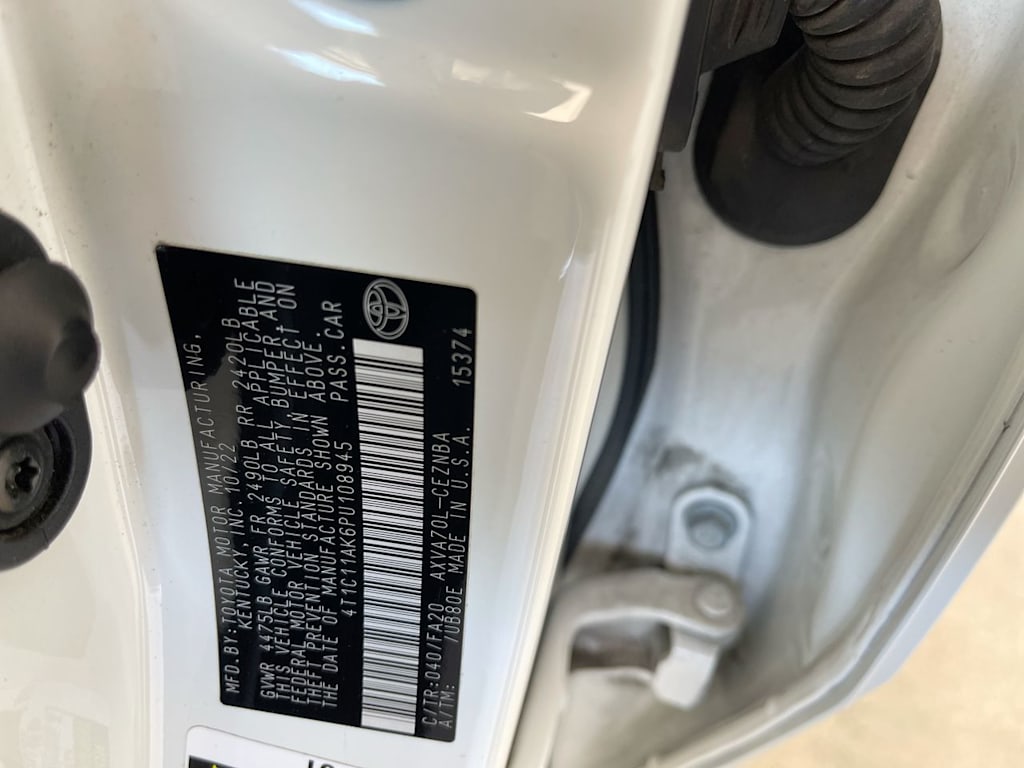 MFD.BY:TOYOTA MOTOR MANUFACTURING,
KENTUCKY, INC. 10/22
GVWR 4475LB GAWR FR 2490LB RR 2420LB
THIS VEHICLE CONFORMS TO ALL APPLICABLE
FEDERAL MOTOR VEHICLE SAFETY, BUMPER, AND
THEFT PREVENTION STANDARDS IN EFFECT ON
THE DATE OF MANUFACTURE SHOWN ABOVE.
4T1C11AK6PU108945 PASS. CAR
C/TR:040/FA20 AXVA70L-CEZNBA
A/TM: /UB80E MADE IN U.S.A. 15374